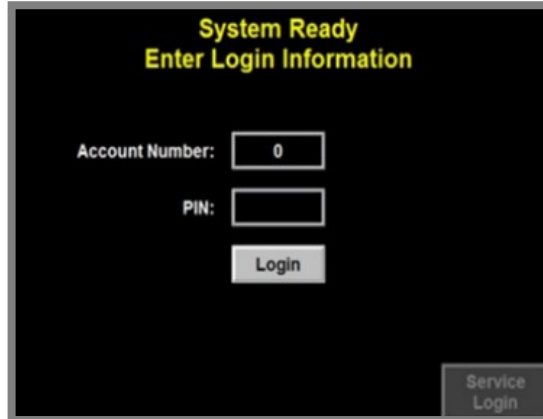 System Ready
Enter Login Information
Account Number: 0
PIN:
Login
Service
Login